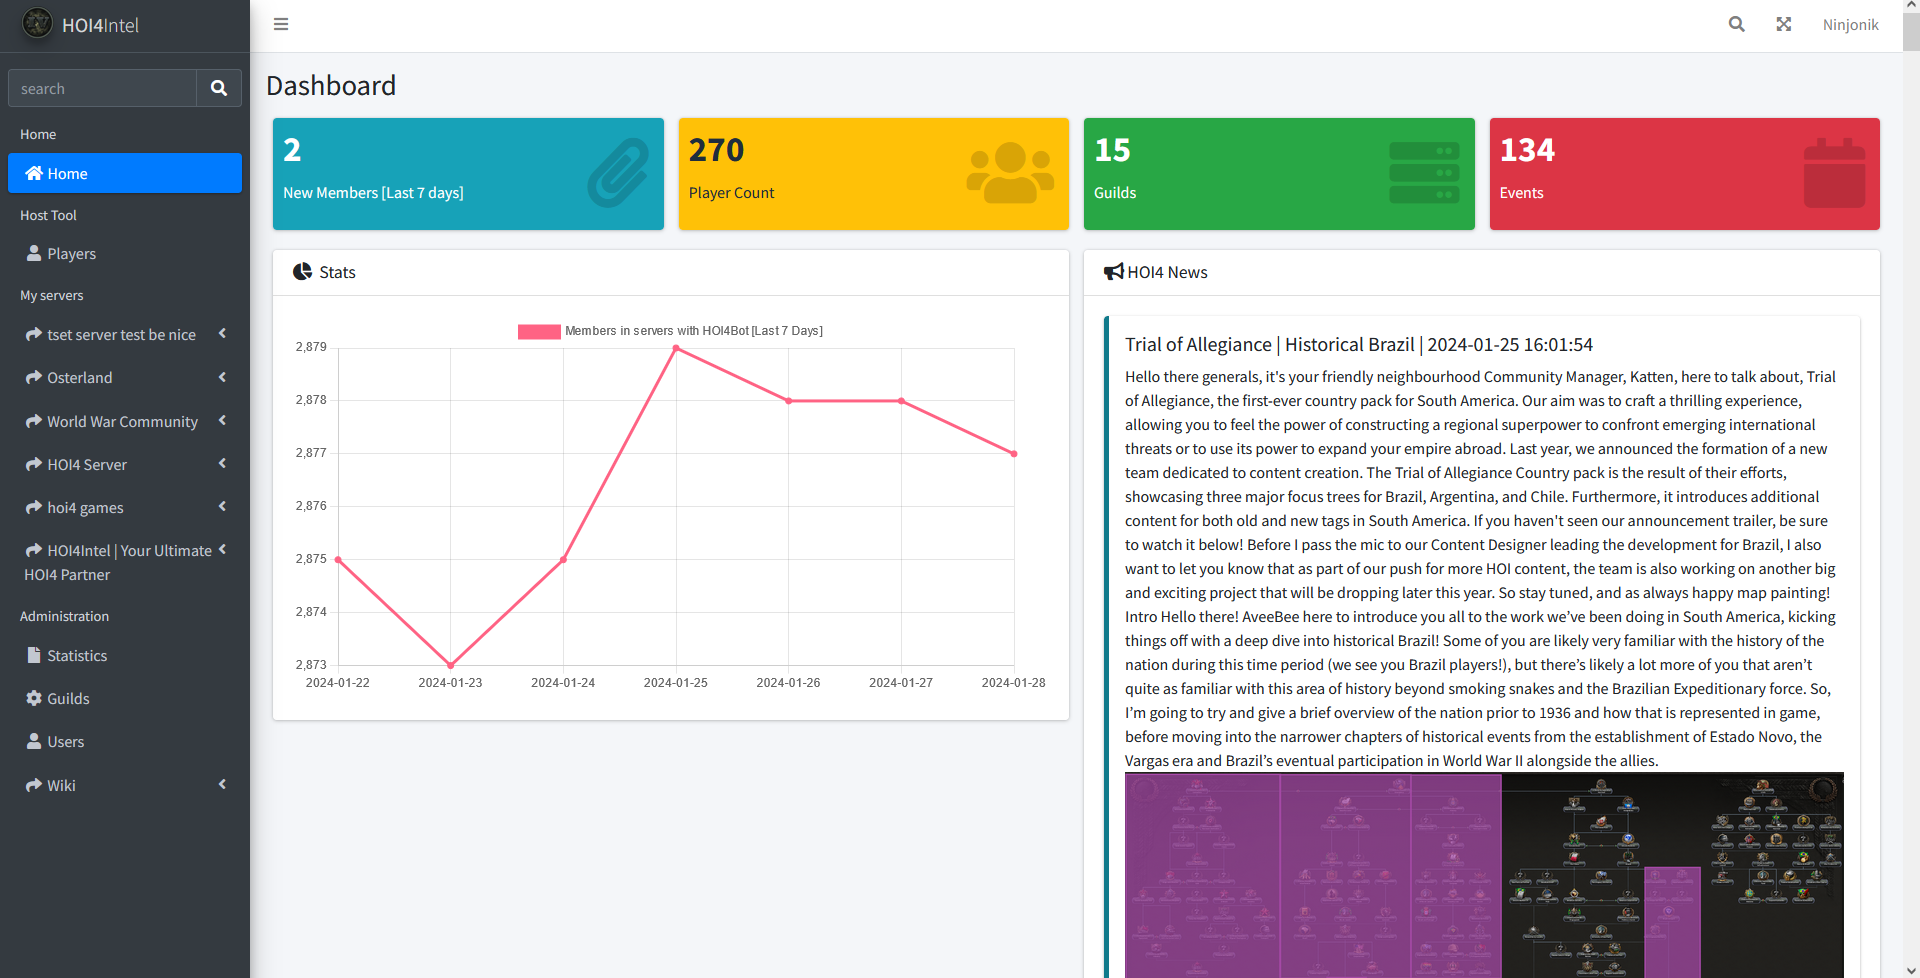 HOI4Intel
Ninjonik
search
Home
Home
Host Tool
Players
My servers
tset server test be nice
Osterland
World War Community
HOI4 Server
hoi4 games
HOI4Intel | Your Ultimate
HOI4 Partner
Administration
Statistics
Guilds
Users
Wiki
Dashboard
2
New Members [Last 7 days]
270
Player Count
15
Guilds
134
Events
Stats
Members in servers with HOI4Bot [Last 7 Days]
2,879
2,878
2,877
2,876
2,875
2,874
2,873
2024-01-22 2024-01-23 2024-01-24 2024-01-25 2024-01-26 2024-01-27 2024-01-28
HOI4 News
Trial of Allegiance | Historical Brazil | 2024-01-25 16:01:54
Hello there generals, it's your friendly neighbourhood Community Manager, Katten, here to talk about, Trial
of Allegiance, the first-ever country pack for South America. Our aim was to craft a thrilling experience,
allowing you to feel the power of constructing a regional superpower to confront emerging international
threats or to use its power to expand your empire abroad. Last year, we announced the formation of a new
team dedicated to content creation. The Trial of Allegiance Country pack is the result of their efforts,
showcasing three major focus trees for Brazil, Argentina, and Chile. Furthermore, it introduces additional
content for both old and new tags in South America. If you haven't seen our announcement trailer, be sure
to watch it below! Before I pass the mic to our Content Designer leading the development for Brazil, I also
want to let you know that as part of our push for more HOI content, the team is also working on another big
and exciting project that will be dropping later this year. So stay tuned, and as always happy map painting!
Intro Hello there! AveeBee here to introduce you all to the work we’ve been doing in South America, kicking
things off with a deep dive into historical Brazil! Some of you are likely very familiar with the history of the
nation during this time period (we see you Brazil players!), but there’s likely a lot more of you that aren’t
quite as familiar with this area of history beyond smoking snakes and the Brazilian Expeditionary force. So,
I’m going to try and give a brief overview of the nation prior to 1936 and how that is represented in game,
before moving into the narrower chapters of historical events from the establishment of Estado Novo, the
Vargas era and Brazil’s eventual participation in World War II alongside the allies.